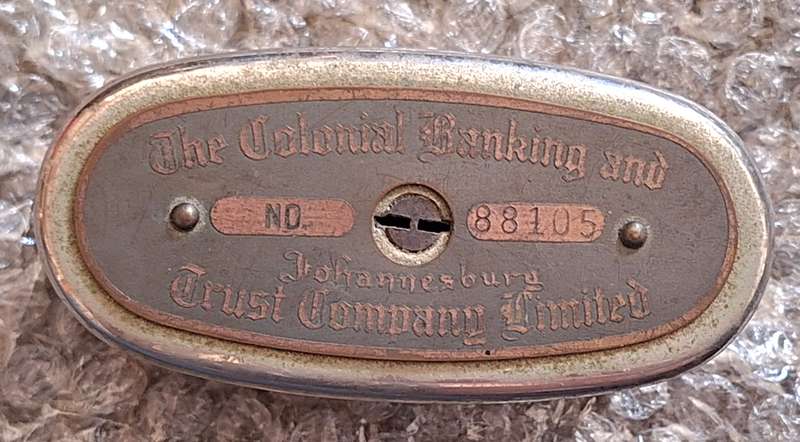 The Colonial Banking and
NO. 88105
Johannesburg
Trust Company Limited